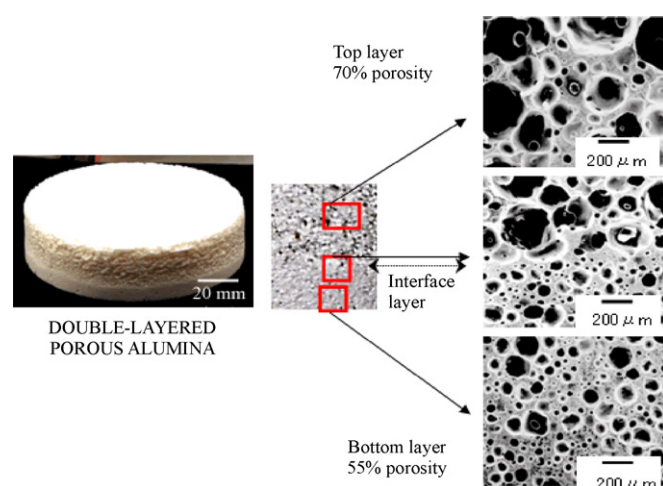 Top layer
70% porosity
200 μm
20 mm
Interface
layer
200 μm
DOUBLE-LAYERED
POROUS ALUMINA
Bottom layer
55% porosity
200 μm